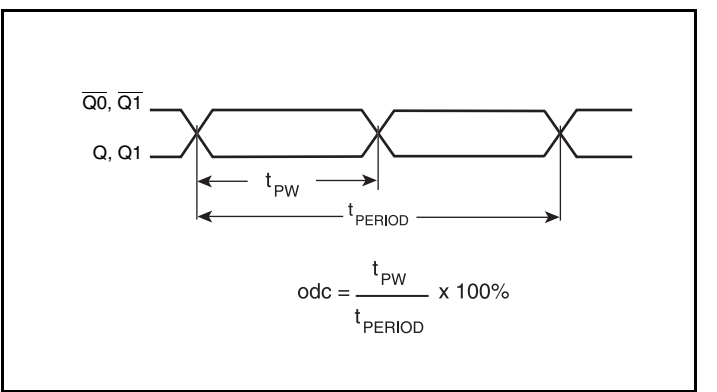 Q0, Q1
Q, Q1
tPW
tPERIOD
odc = tPW / tPERIOD x 100%